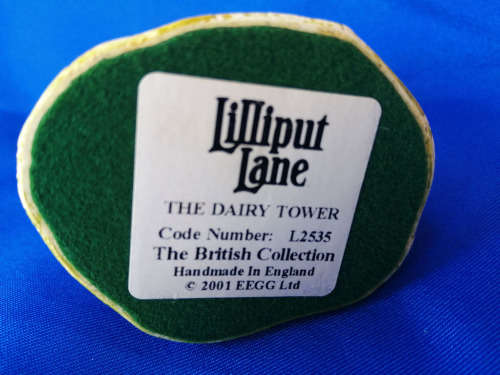 Lilliput
Lane
THE DAIRY TOWER
Code Number: L2535
The British Collection
Handmade In England
© 2001 EEGG Ltd